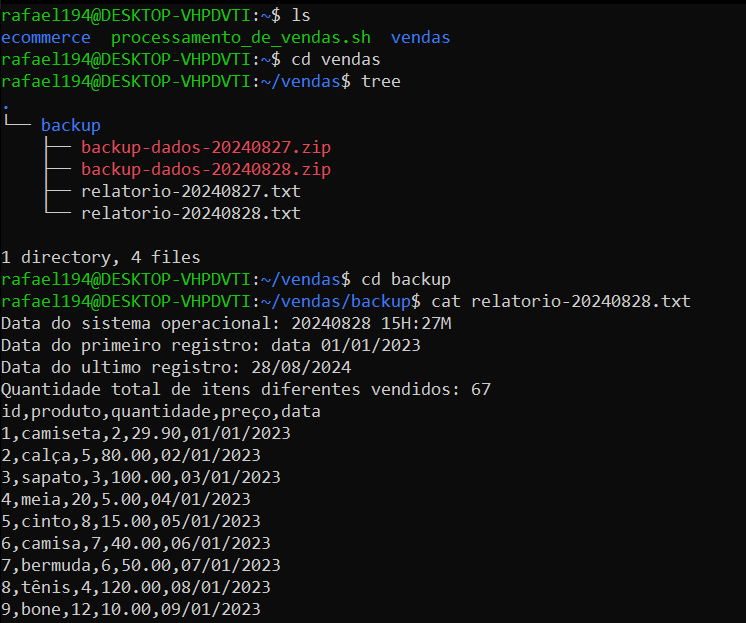 rafael194@DESKTOP-VHPDVTI:~$ ls
ecommerce  processamento_de_vendas.sh  vendas
rafael194@DESKTOP-VHPDVTI:~$ cd vendas
rafael194@DESKTOP-VHPDVTI:~/vendas$ tree
.
└── backup
    ├── backup-dados-20240827.zip
    ├── backup-dados-20240828.zip
    ├── relatorio-20240827.txt
    └── relatorio-20240828.txt
1 directory, 4 files
rafael194@DESKTOP-VHPDVTI:~/vendas$ cd backup
rafael194@DESKTOP-VHPDVTI:~/vendas/backup$ cat relatorio-20240828.txt
Data do sistema operacional: 20240828 15H:27M
Data do primeiro registro: data 01/01/2023
Data do ultimo registro: 28/08/2024
Quantidade total de itens diferentes vendidos: 67
id,produto,quantidade,preço,data
1,camiseta,2,29.90,01/01/2023
2,calça,5,80.00,02/01/2023
3,sapato,3,100.00,03/01/2023
4,meia,20,5.00,04/01/2023
5,cinto,8,15.00,05/01/2023
6,camisa,7,40.00,06/01/2023
7,bermuda,6,50.00,07/01/2023
8,tênis,4,120.00,08/01/2023
9,bone,12,10.00,09/01/2023